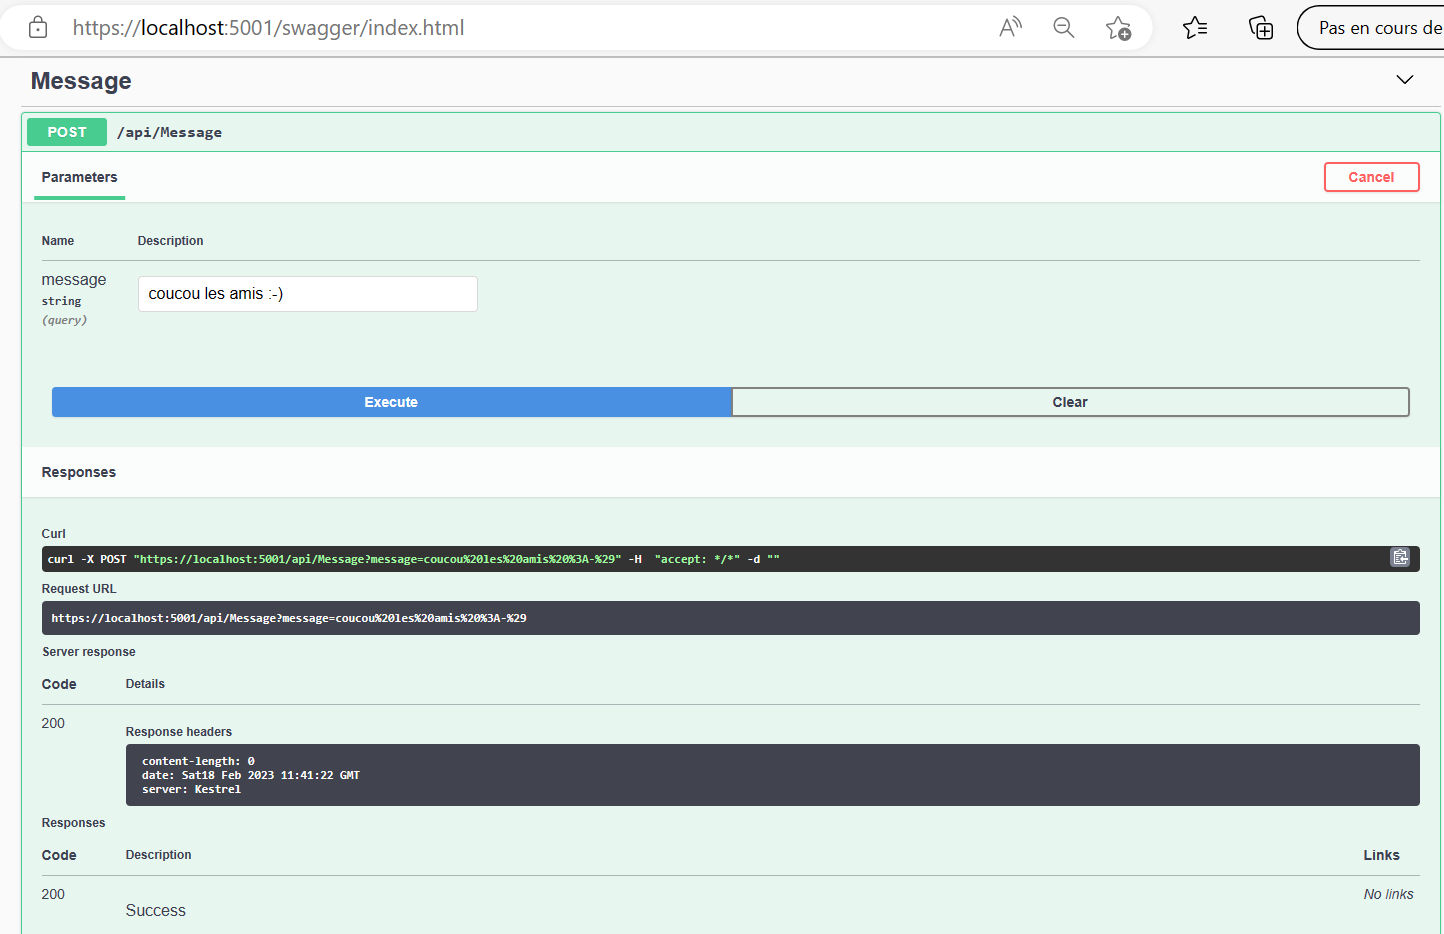 https://localhost:5001/swagger/index.html
Pas en cours de
Message
POST /api/Message
Parameters
Cancel
Name Description
message
string
(query)
coucou les amis :-)
Execute
Clear
Responses
Curl
curl -X POST "https://localhost:5001/api/Message?message=coucou%20les%20amis%20%3A-%29" -H  "accept: */*" -d ""
Request URL
https://localhost:5001/api/Message?message=coucou%20les%20amis%20%3A-%29
Server response
Code Details
200
Response headers
content-length: 0
date: Sat18 Feb 2023 11:41:22 GMT
server: Kestrel
Responses
Code Description Links
200
No links
Success